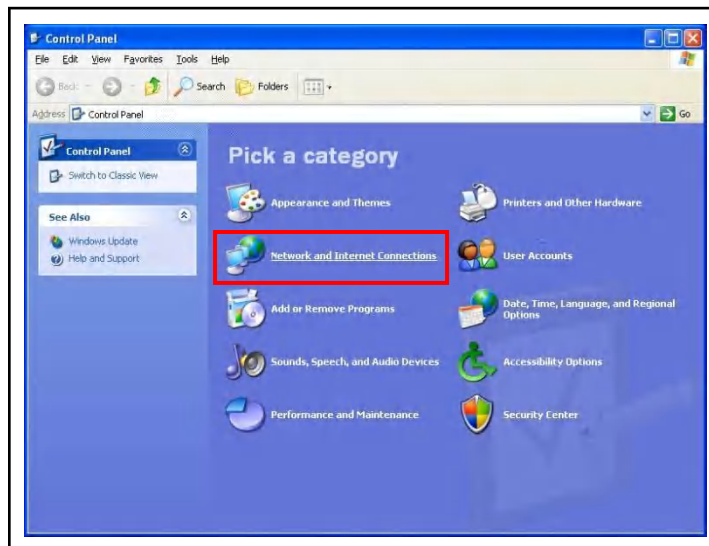 Control Panel
File Edit View Favorites Tools Help
Back Search Folders
Address Control Panel Go
Control Panel
Switch to Classic View
See Also
Windows Update
Help and Support
Pick a category
Appearance and Themes
Printers and Other Hardware
Network and Internet Connections
User Accounts
Add or Remove Programs
Date, Time, Language, and Regional
Options
Sounds, Speech, and Audio Devices
Accessibility Options
Performance and Maintenance
Security Center